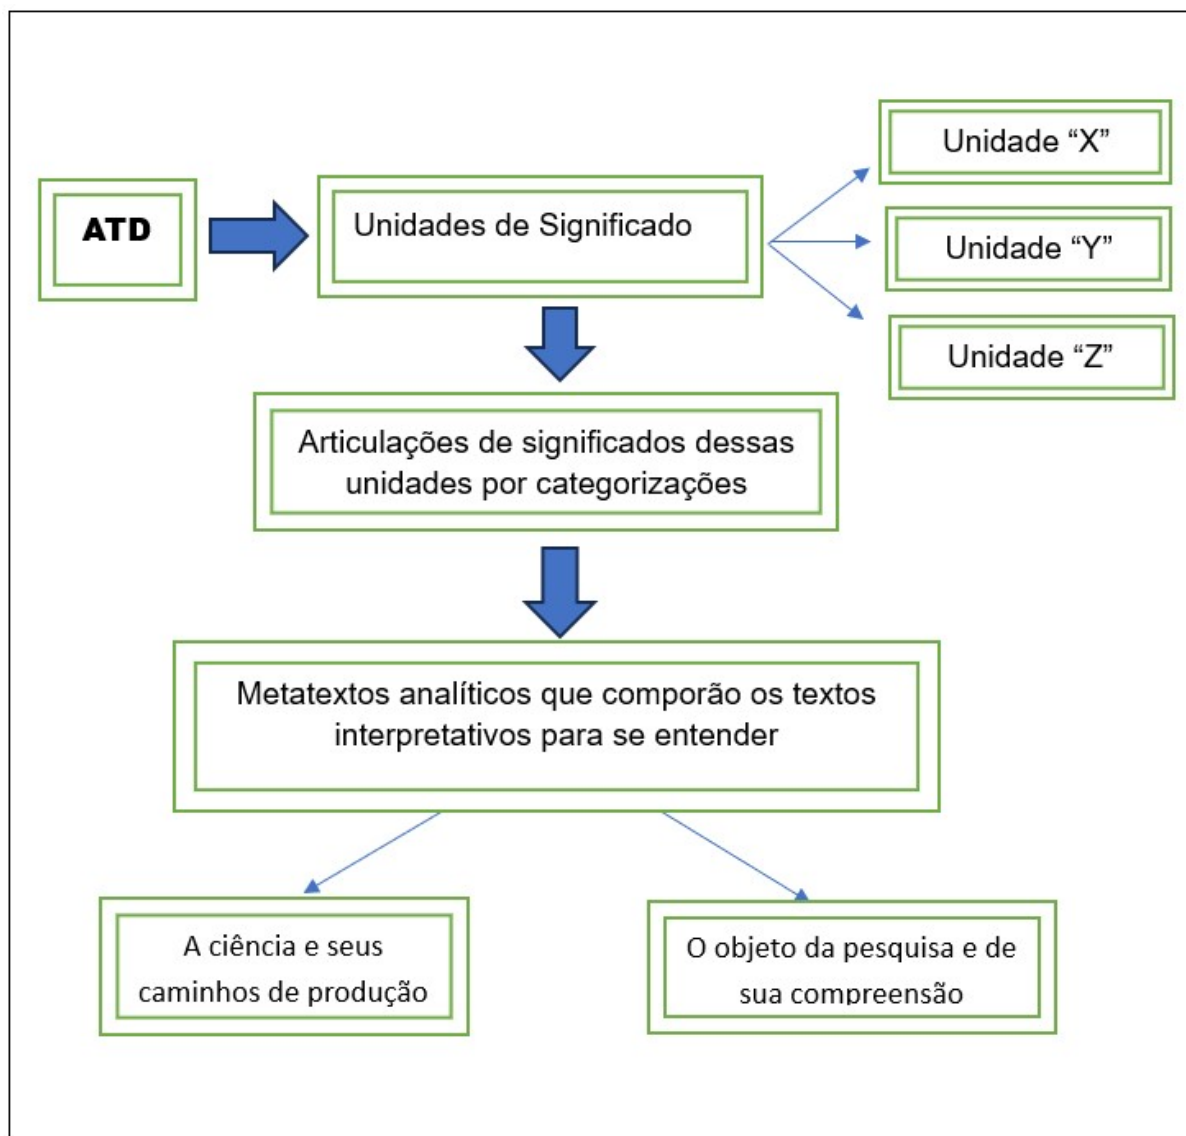 ATD
Unidades de Significado
Unidade “X”
Unidade “Y”
Unidade “Z”
Articulações de significados dessas
unidades por categorizações
Metatextos analíticos que comporão os textos
interpretativos para se entender
A ciência e seus
caminhos de produção
O objeto da pesquisa e de
sua compreensão